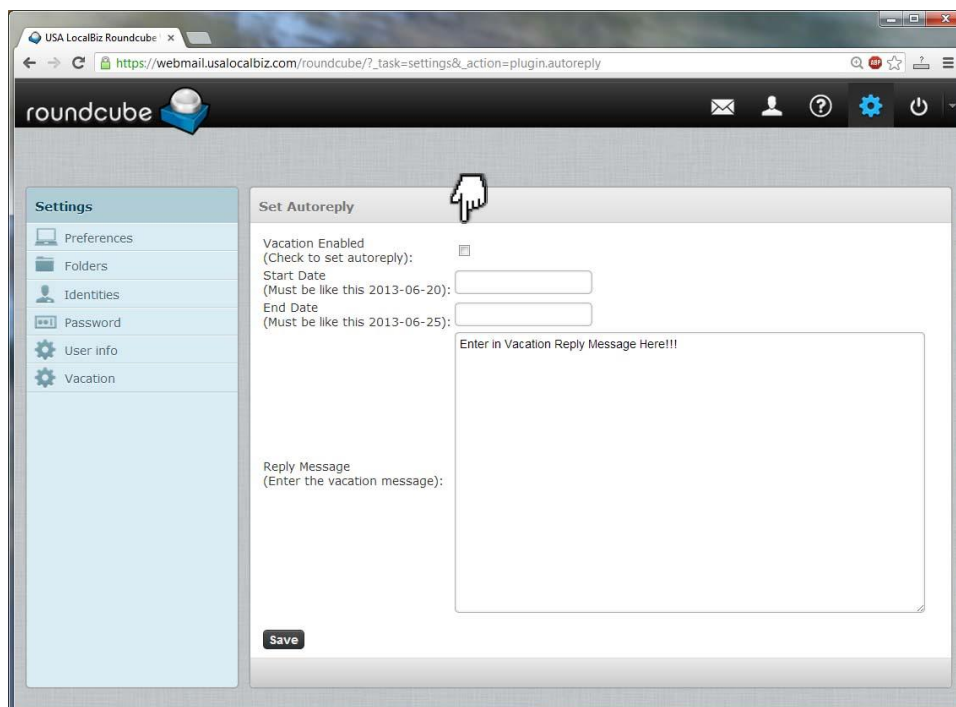 USA LocalBiz Roundcube
https://webmail.usalocalbiz.com/roundcube/?_task=settings&_action=plugin.autoreply
ABP
roundcube
Settings
Preferences
Folders
Identities
Password
User info
Vacation
Set Autoreply
Vacation Enabled
(Check to set autoreply):
Start Date
(Must be like this 2013-06-20):
End Date
(Must be like this 2013-06-25):
Enter in Vacation Reply Message Here!!!
Reply Message
(Enter the vacation message):
Save